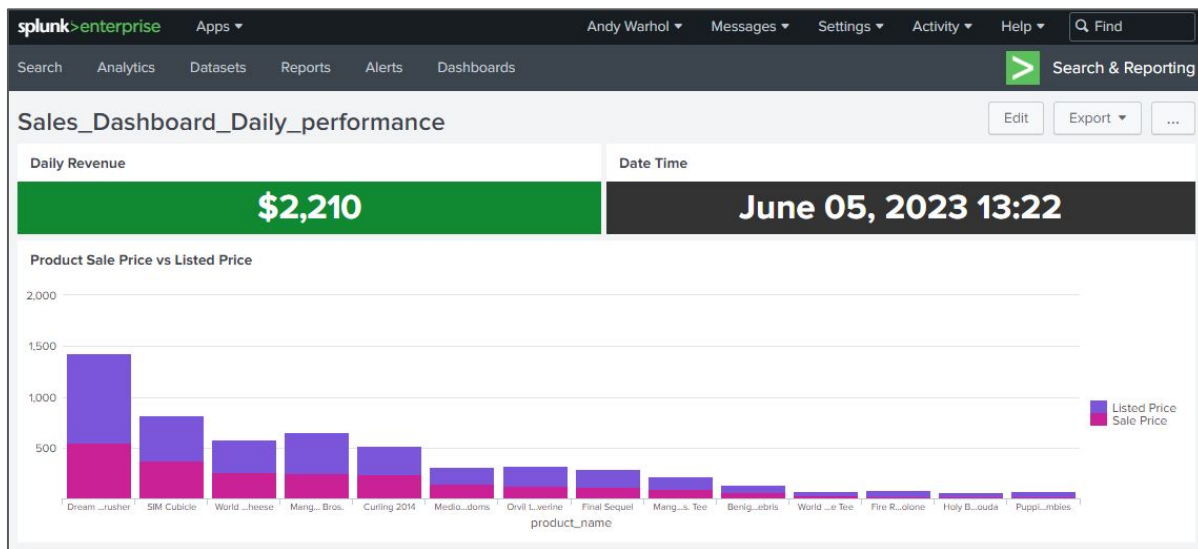 splunk>enterprise Apps Andy Warhol Messages Settings Activity Help Find
Search Analytics Datasets Reports Alerts Dashboards Search & Reporting
Sales_Dashboard_Daily_performance Edit Export ...
Daily Revenue Date Time
$2,210 June 05, 2023 13:22
Product Sale Price vs Listed Price
2,000
1,500
1,000
500
Listed Price
Sale Price
Dream ...rusher SIM Cubicle World ...heese Mang... Bros. Curling 2014 Medio...doms Orvil t...verine Final Sequel Mang...s. Tee Benig...ebris World ...e Tee Fire R...olone Holy B...ouda Puppi...mbies
product_name